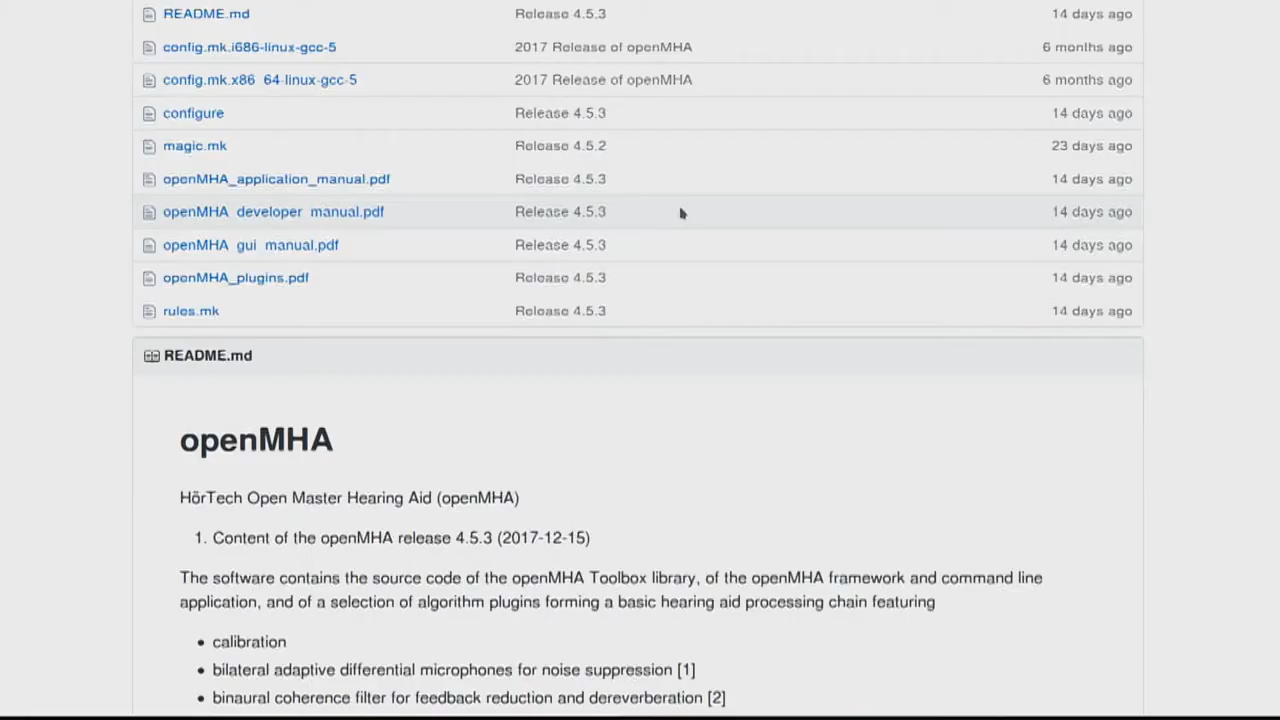 README.md Release 4.5.3 14 days ago
config.mk.i686-linux-gcc-5 2017 Release of openMHA 6 months ago
config.mk.x86_64-linux-gcc-5 2017 Release of openMHA 6 months ago
configure Release 4.5.3 14 days ago
magic.mk Release 4.5.2 23 days ago
openMHA_application_manual.pdf Release 4.5.3 14 days ago
openMHA_developer_manual.pdf Release 4.5.3 14 days ago
openMHA_gui_manual.pdf Release 4.5.3 14 days ago
openMHA_plugins.pdf Release 4.5.3 14 days ago
rules.mk Release 4.5.3 14 days ago
README.md
openMHA
HörTech Open Master Hearing Aid (openMHA)
1. Content of the openMHA release 4.5.3 (2017-12-15)
The software contains the source code of the openMHA Toolbox library, of the openMHA framework and command line
application, and of a selection of algorithm plugins forming a basic hearing aid processing chain featuring
• calibration
• bilateral adaptive differential microphones for noise suppression [1]
• binaural coherence filter for feedback reduction and dereverberation [2]